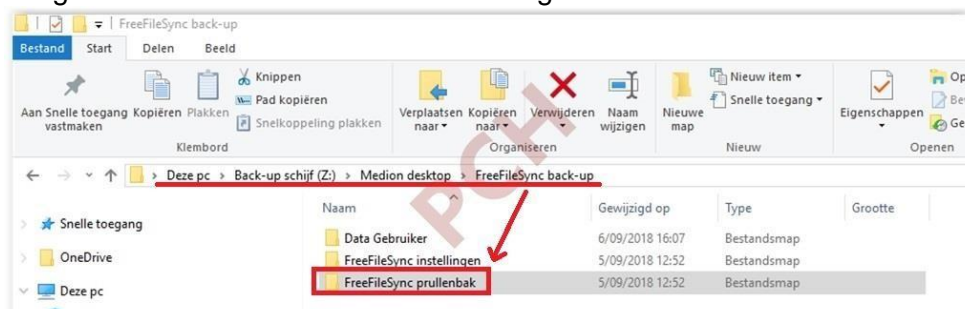 FreeFileSync back-up
Bestand Start Delen Beeld
Aan Snelle toegang vastmaken
Kopiëren
Plakken
Knippen
Pad kopiëren
Snelkoppeling plakken
Klembord
Verplaatsen naar
Kopiëren naar
Verwijderen
Naam wijzigen
Organiseren
Nieuwe map
Nieuw item
Snelle toegang
Nieuw
Eigenschappen
Op
Be
Ge
Openen
Deze pc > Back-up schijf (Z:) > Medion desktop > FreeFileSync back-up
Snelle toegang
OneDrive
Deze pc
Naam Gewijzigd op Type Grootte
Data Gebruiker 6/09/2018 16:07 Bestandsmap
FreeFileSync instellingen 5/09/2018 12:52 Bestandsmap
FreeFileSync prullenbak 5/09/2018 12:52 Bestandsmap
PCH